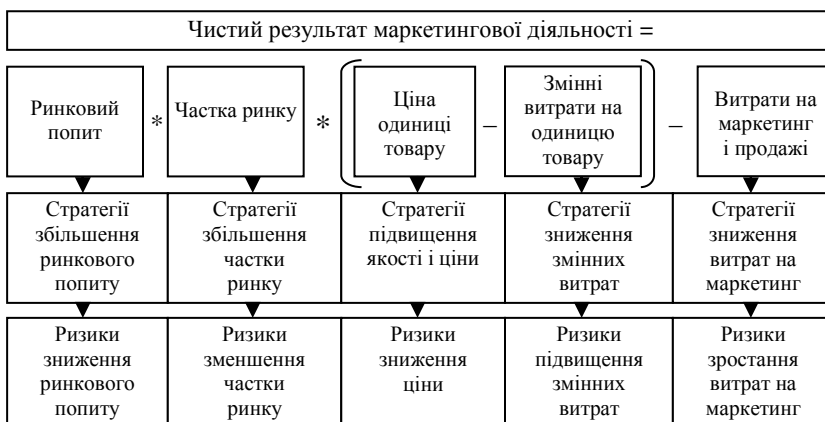 Чистий результат маркетингової діяльності =
Ринковий
попит
*
Частка ринку
*
(
Ціна
одиниці
товару
–
Змінні
витрати на
одиницю
товару
)
–
Витрати на
маркетинг
і продажі
Стратегії
збільшення
ринкового
попиту
Стратегії
збільшення
частки
ринку
Стратегії
підвищення
якості і ціни
Стратегії
зниження
змінних
витрат
Стратегії
зниження
витрат на
маркетинг
Ризики
зниження
ринкового
попиту
Ризики
зменшення
частки
ринку
Ризики
зниження
ціни
Ризики
підвищення
змінних
витрат
Ризики
зростання
витрат на
маркетинг